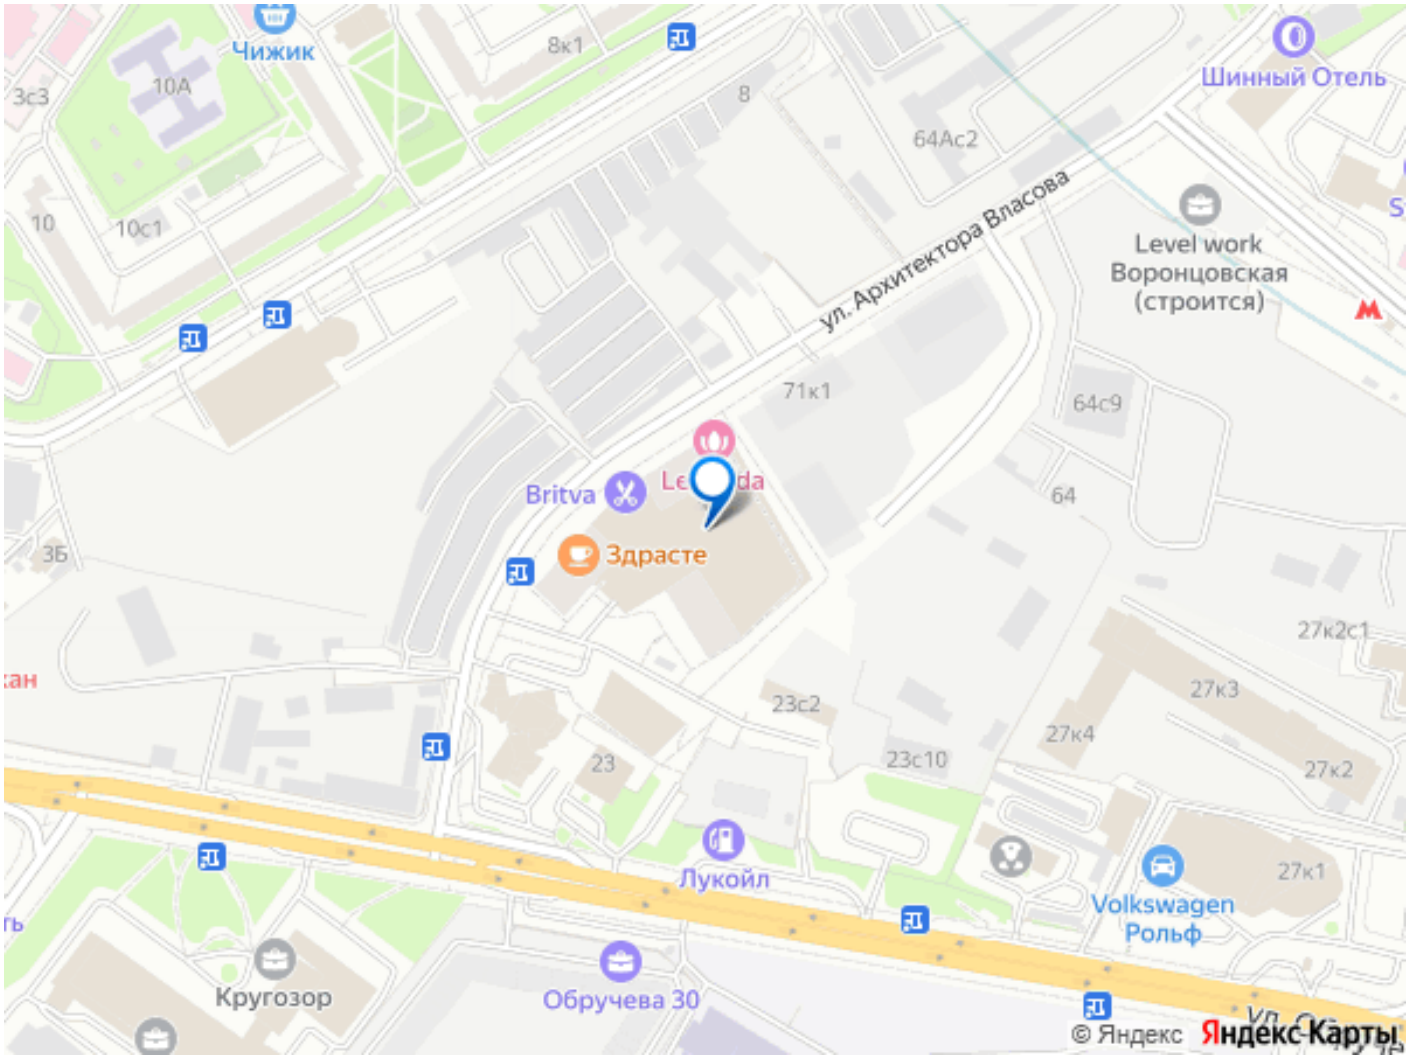 Чижик
8к1
Шинный Отель
10А
3с3
8
64Ас2
10
10с1
ул. Архитектора Власова
Level work
Воронцовская
(строится)
71к1
64с9
Britva
64
3Б
Здрасте
27к2с1
27к3
23с2
27к4
23с10
23
27к2
Лукойл
27к1
Volkswagen
Рольф
Кругозор
Обручева 30
© Яндекс Яндекс Карты